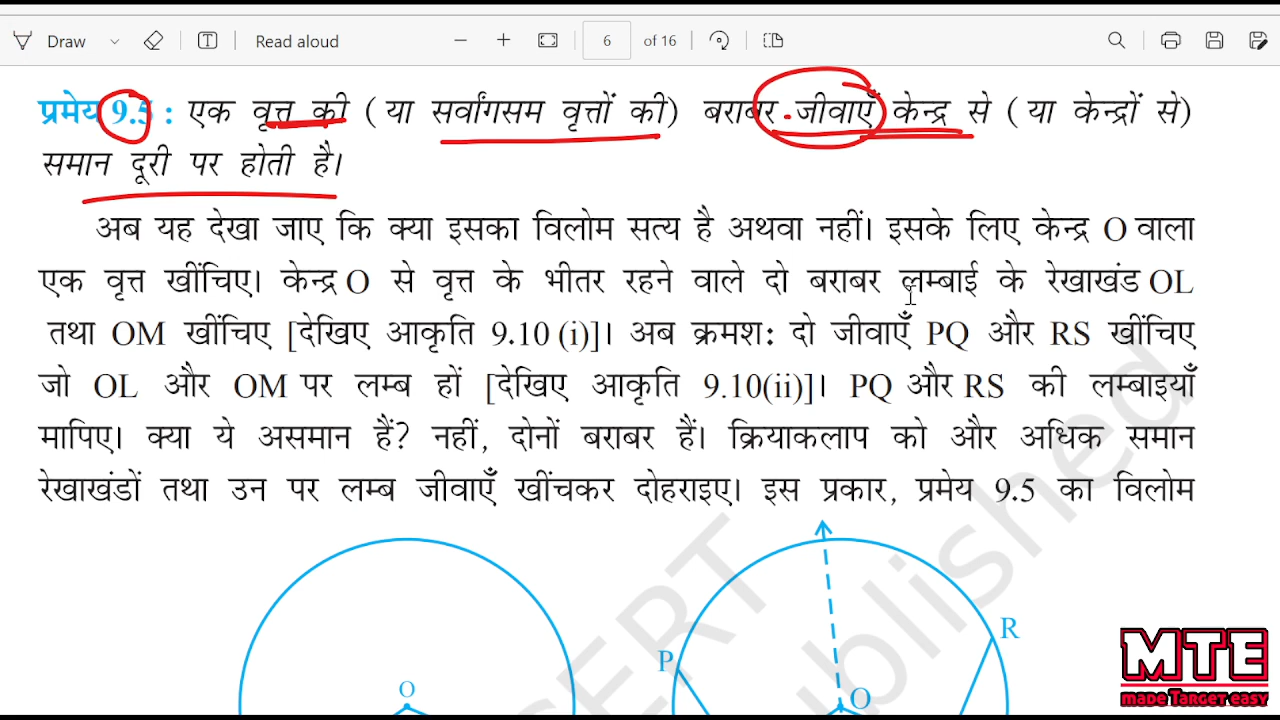 Draw
Read aloud
6
of 16
प्रमेय 9.5 : एक वृत्त की (या सर्वांगसम वृत्तों की) बराबर जीवाएँ केन्द्र से (या केन्द्रों से)
समान दूरी पर होती है।
अब यह देखा जाए कि क्या इसका विलोम सत्य है अथवा नहीं। इसके लिए केन्द्र O वाला
एक वृत्त खींचिए। केन्द्र O से वृत्त के भीतर रहने वाले दो बराबर लम्बाई के रेखाखंड OL
तथा OM खींचिए [देखिए आकृति 9.10 (i)]। अब क्रमश: दो जीवाएँ PQ और RS खींचिए
जो OL और OM पर लम्ब हों [देखिए आकृति 9.10(ii)]। PQ और RS की लम्बाइयाँ
मापिए। क्या ये असमान हैं? नहीं, दोनों बराबर हैं। क्रियाकलाप को और अधिक समान
रेखाखंडों तथा उन पर लम्ब जीवाएँ खींचकर दोहराइए। इस प्रकार, प्रमेय 9.5 का विलोम
O
P
R
O
MTE
made Target easy